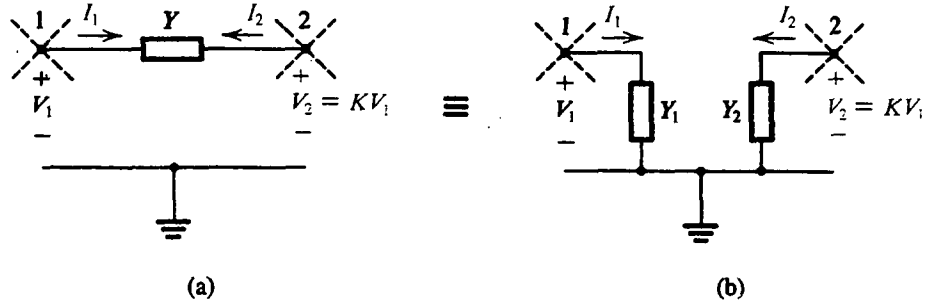 1 I₁ Y I₂ 2
+ +
V₁ V₂ = KV₁
− −
(a)
≡
1 I₁ I₂ 2
+ +
V₁ Y₁ Y₂ V₂ = KV₁
− −
(b)